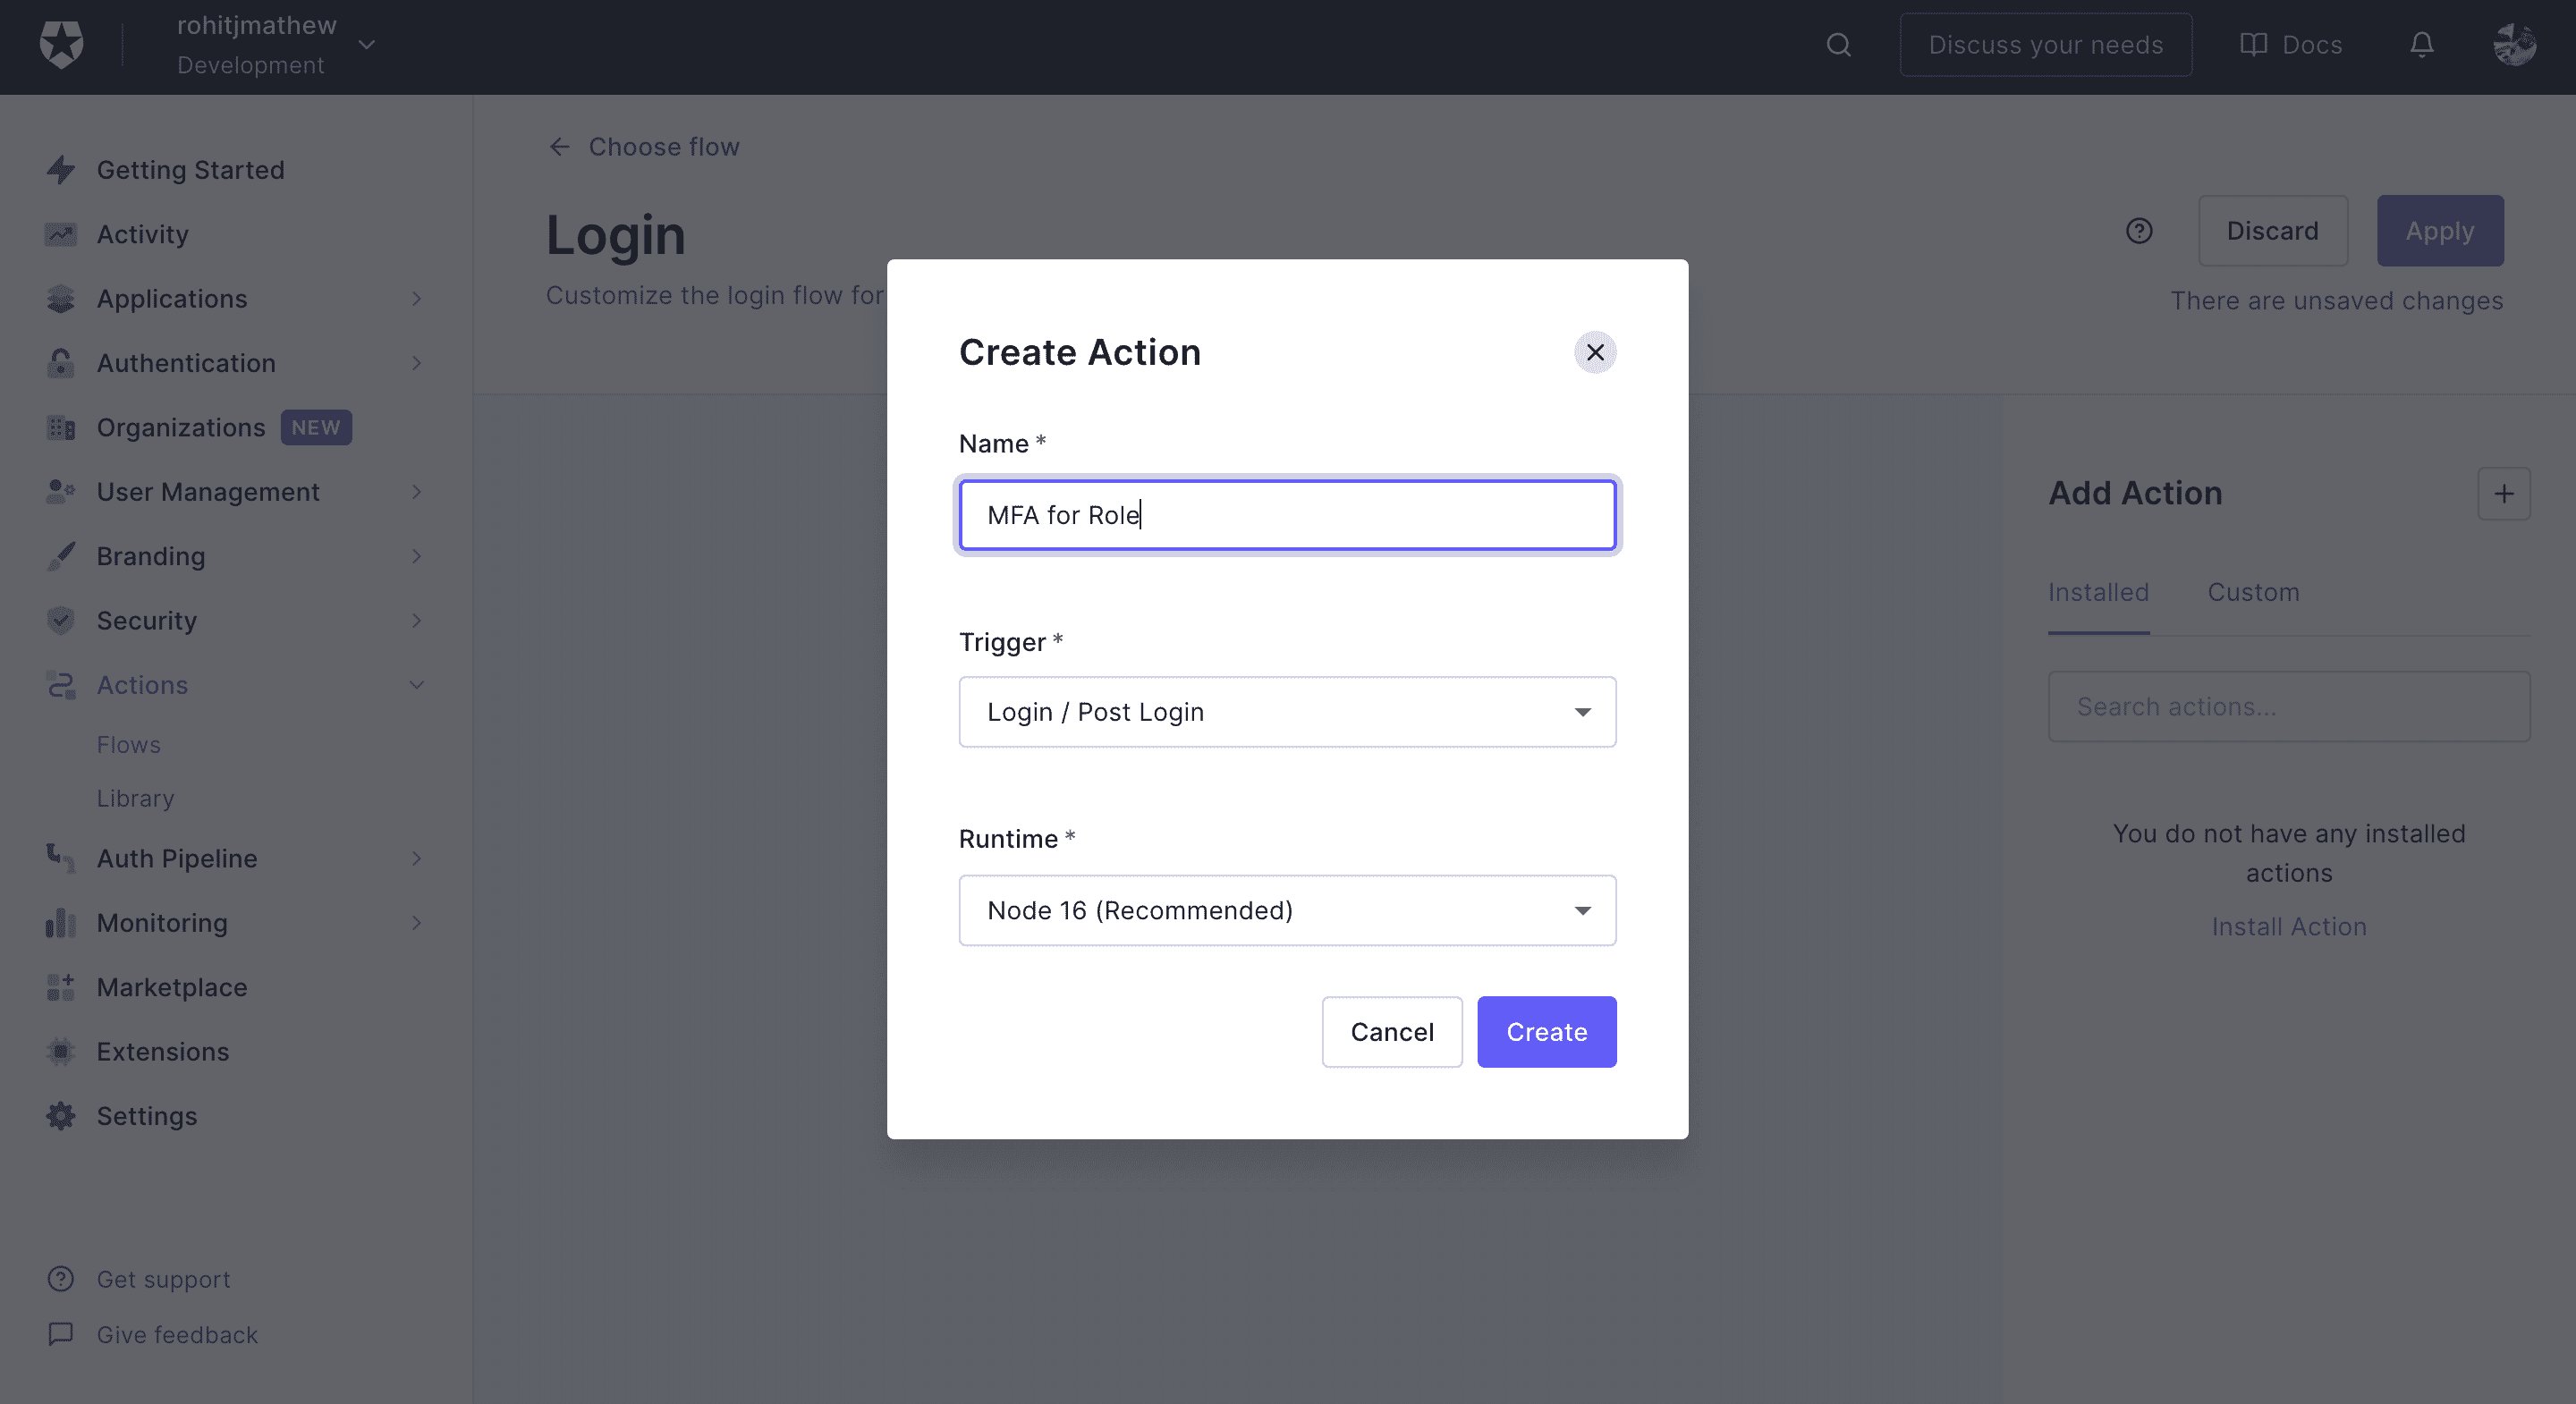 rohitjmathew
Development
Discuss your needs
Docs
Getting Started
Activity
Applications
Authentication
Organizations NEW
User Management
Branding
Security
Actions
Flows
Library
Auth Pipeline
Monitoring
Marketplace
Extensions
Settings
Get support
Give feedback
Choose flow
Login
Customize the login flow for
Discard
Apply
There are unsaved changes
Create Action
Name *
MFA for Role
Trigger *
Login / Post Login
Runtime *
Node 16 (Recommended)
Cancel
Create
Add Action
Installed
Custom
Search actions...
You do not have any installed
actions
Install Action